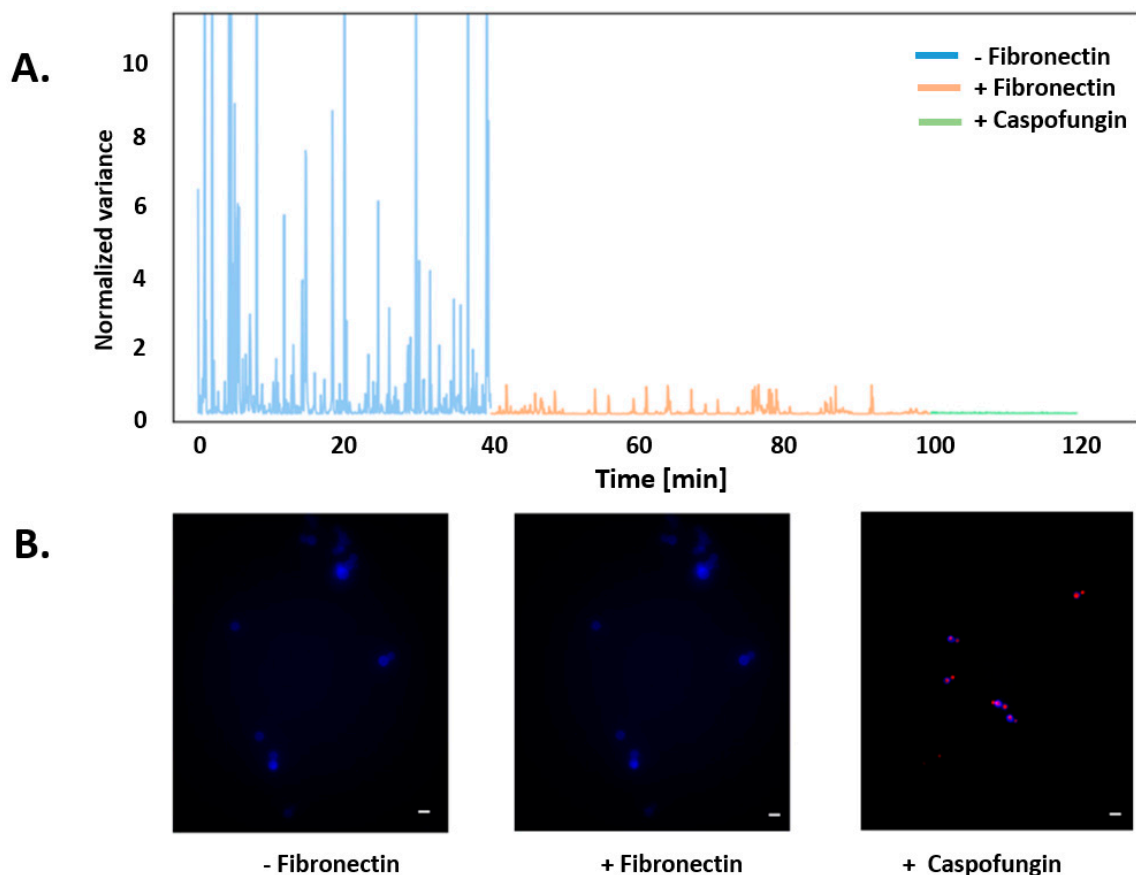 A.
Normalized variance
10
8
6
4
2
0
- Fibronectin
+ Fibronectin
+ Caspofungin
0 20 40 60 80 100 120
Time [min]
B.
- Fibronectin + Fibronectin + Caspofungin